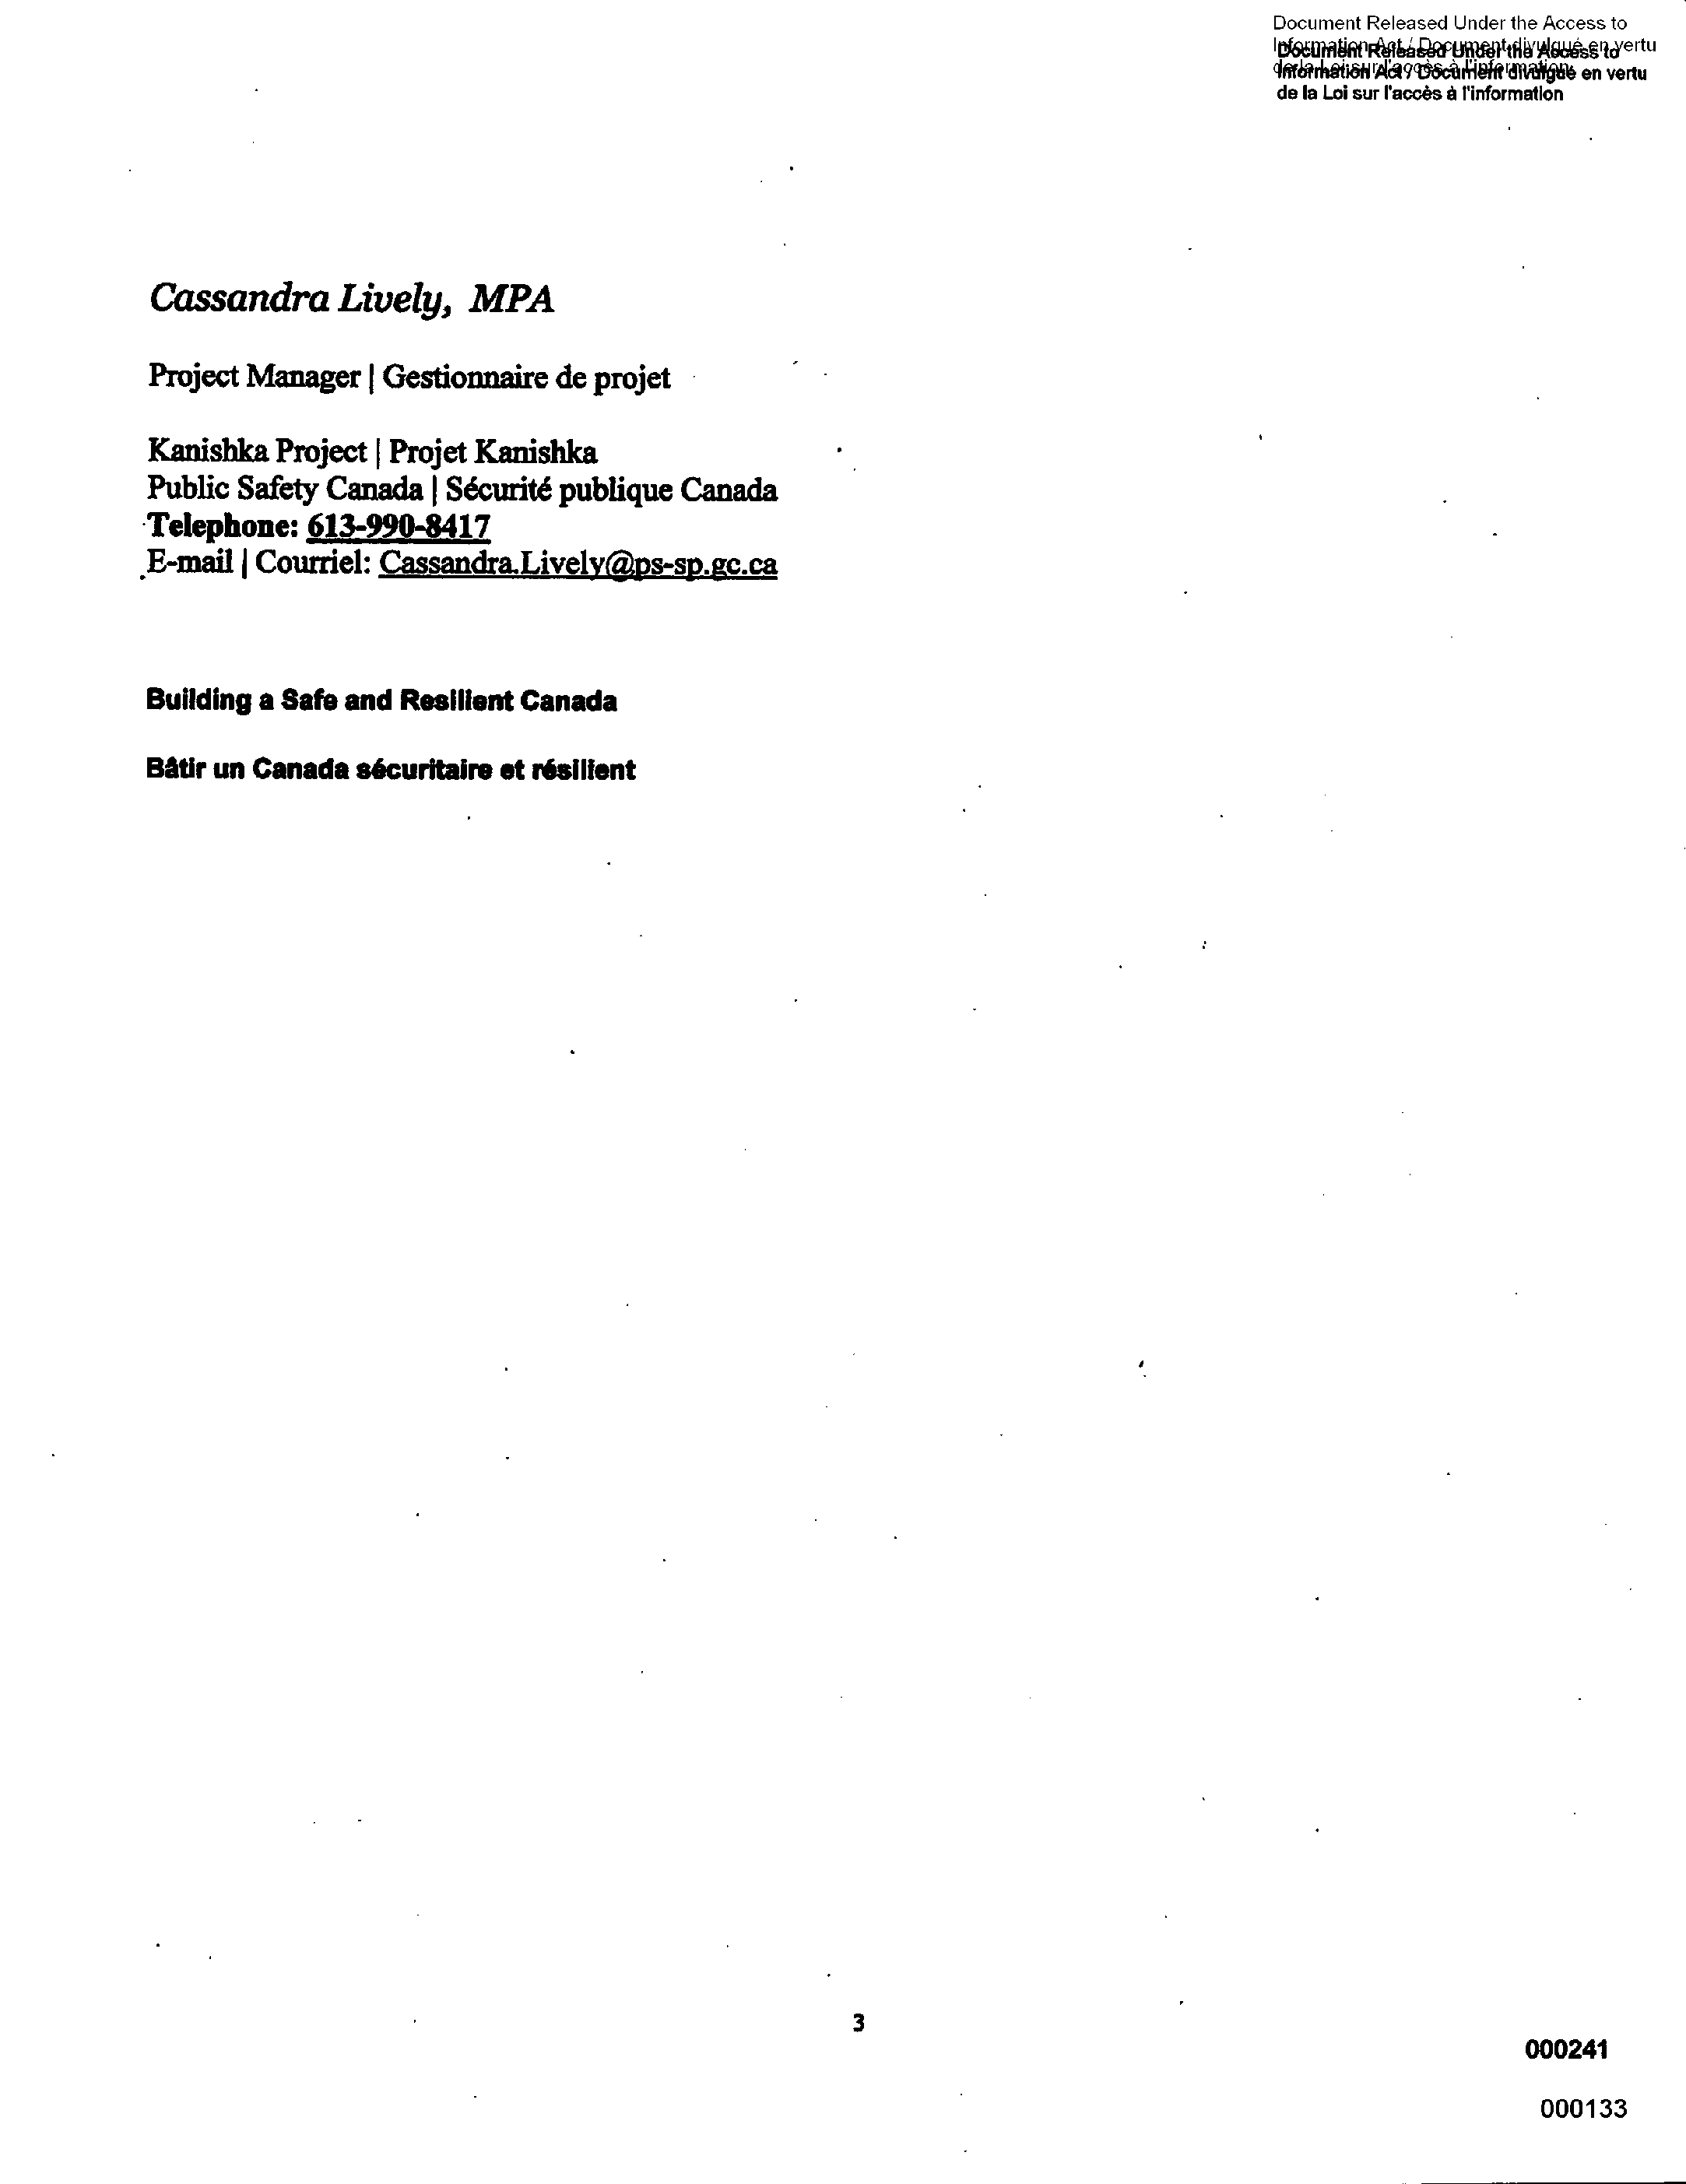 Document Released Under the Access to
Information Act / Document divulgué en vertu
Document Released Under the Access to
de la Loi sur l'accès à l'information
Information Act / Document divulgué en vertu
de la Loi sur l'accès à l'information
Cassandra Lively, MPA
Project Manager | Gestionnaire de projet
Kanishka Project | Projet Kanishka
Public Safety Canada | Sécurité publique Canada
Telephone: 613-990-8417
E-mail | Courriel: Cassandra.Lively@ps-sp.gc.ca
Building a Safe and Resilient Canada
Bâtir un Canada sécuritaire et résilient
3
000241
000133